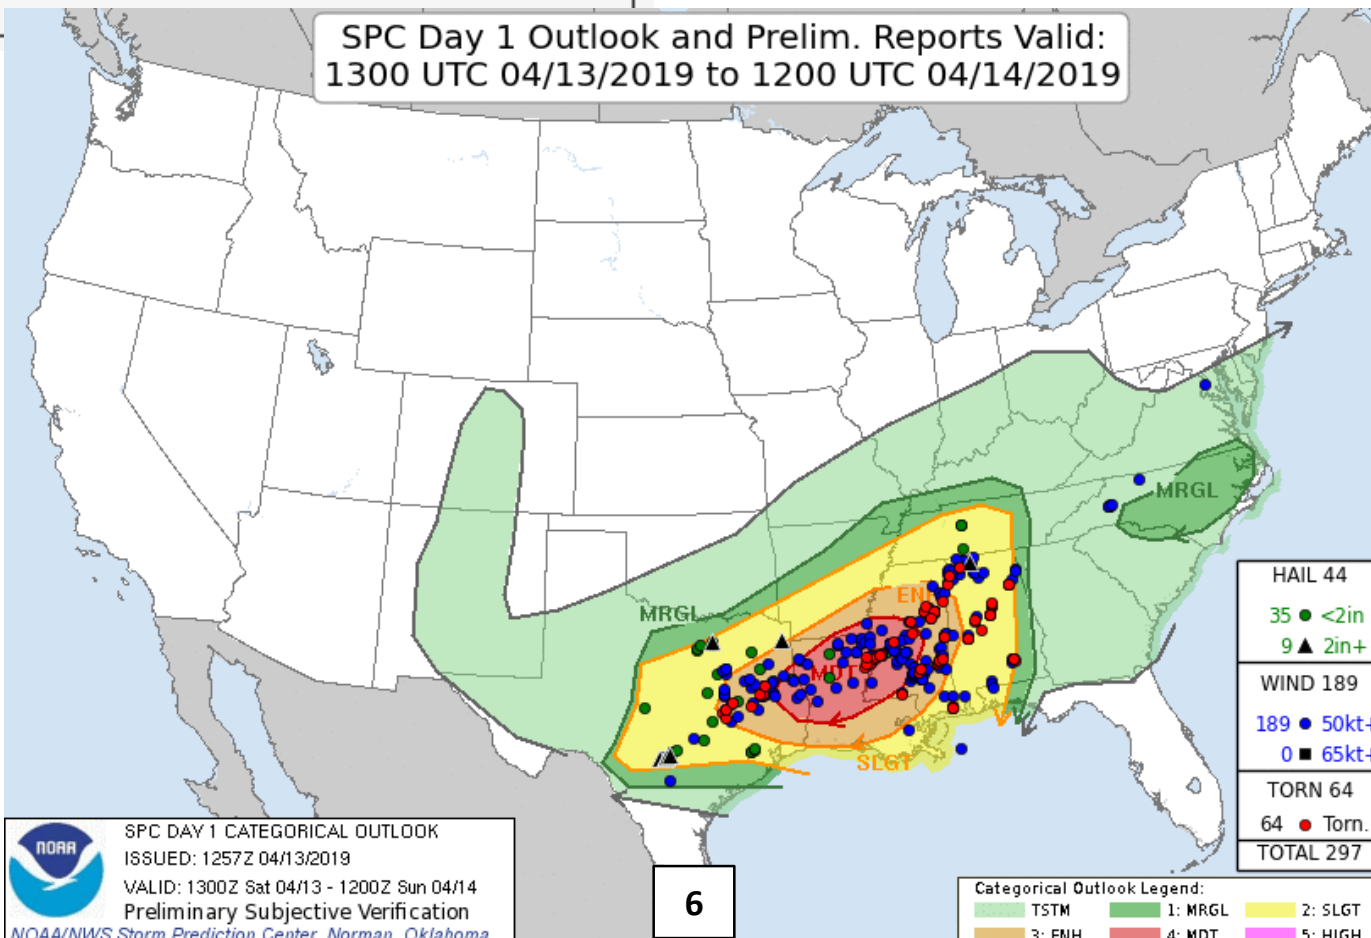 SPC Day 1 Outlook and Prelim. Reports Valid:
1300 UTC 04/13/2019 to 1200 UTC 04/14/2019
MRGL
MRGL
ENH
MDT
SLGT
HAIL 44
35 <2in
9 2in+
WIND 189
189 50kt+
0 65kt+
TORN 64
64 Torn.
TOTAL 297
NOAA
SPC DAY 1 CATEGORICAL OUTLOOK
ISSUED: 1257Z 04/13/2019
VALID: 1300Z Sat 04/13 - 1200Z Sun 04/14
Preliminary Subjective Verification
NOAA/NWS Storm Prediction Center, Norman, Oklahoma
6
Categorical Outlook Legend:
TSTM 1: MRGL 2: SLGT
3: ENH 4: MDT 5: HIGH